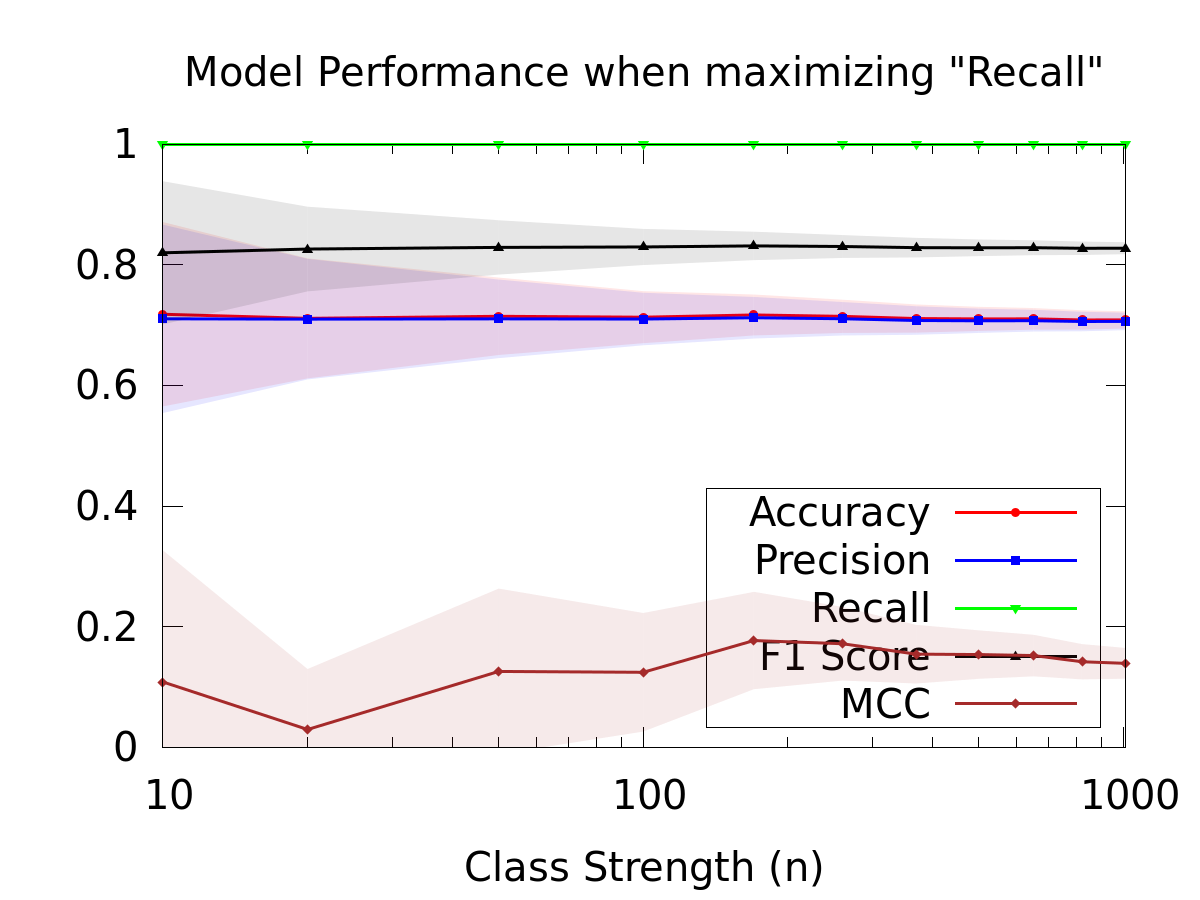 Model Performance when maximizing "Recall"
1
0.8
0.6
0.4
0.2
0
Accuracy
Precision
Recall
F1 Score
MCC
10 100 1000
Class Strength (n)